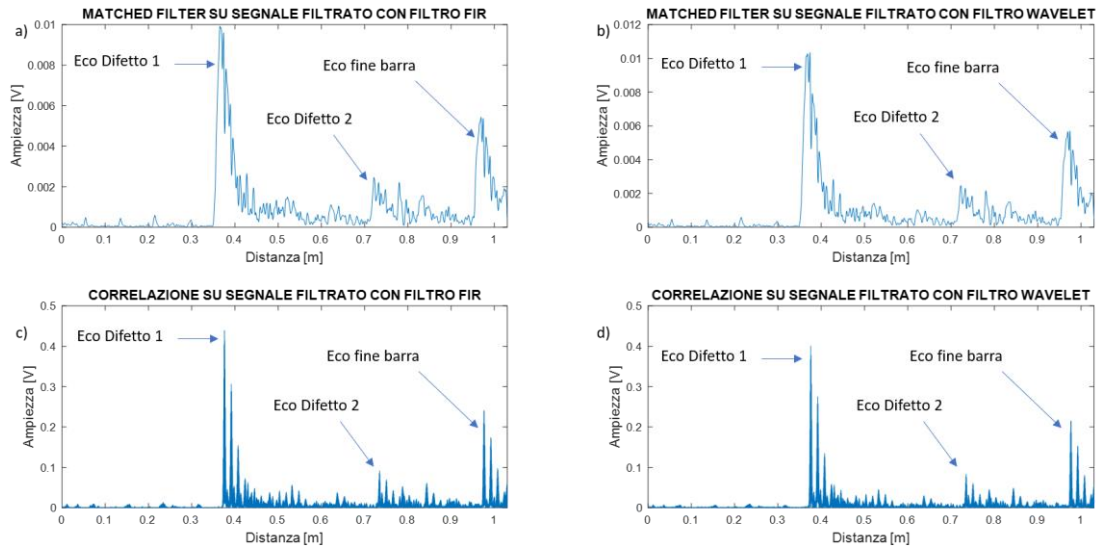 MATCHED FILTER SU SEGNALE FILTRATO CON FILTRO FIR
a)
0.01
0.008
0.006
0.004
0.002
0
Ampiezza [V]
Eco Difetto 1
Eco fine barra
Eco Difetto 2
0 0.1 0.2 0.3 0.4 0.5 0.6 0.7 0.8 0.9 1
Distanza [m]
MATCHED FILTER SU SEGNALE FILTRATO CON FILTRO WAVELET
b)
0.012
0.01
0.008
0.006
0.004
0.002
0
Ampiezza [V]
Eco Difetto 1
Eco fine barra
Eco Difetto 2
0 0.1 0.2 0.3 0.4 0.5 0.6 0.7 0.8 0.9 1
Distanza [m]
CORRELAZIONE SU SEGNALE FILTRATO CON FILTRO FIR
c)
0.5
0.4
0.3
0.2
0.1
0
Ampiezza [V]
Eco Difetto 1
Eco fine barra
Eco Difetto 2
0 0.1 0.2 0.3 0.4 0.5 0.6 0.7 0.8 0.9 1
Distanza [m]
CORRELAZIONE SU SEGNALE FILTRATO CON FILTRO WAVELET
d)
0.5
0.4
0.3
0.2
0.1
0
Ampiezza [V]
Eco Difetto 1
Eco fine barra
Eco Difetto 2
0 0.1 0.2 0.3 0.4 0.5 0.6 0.7 0.8 0.9 1
Distanza [m]